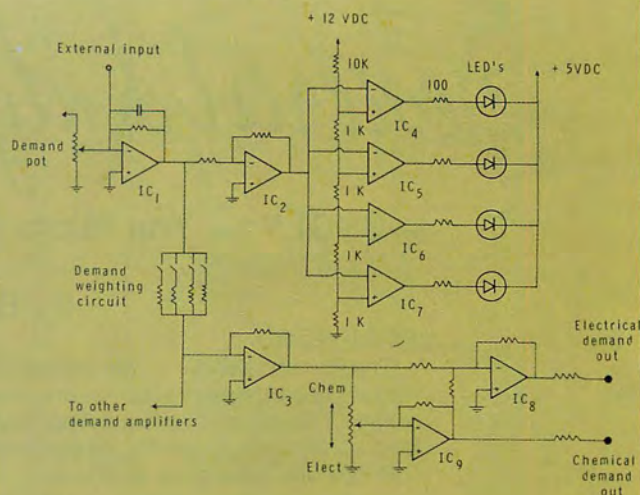 + 12 VDC
External input
10K
LED's
+ 5VDC
100
IC4
Demand
pot
IC1
IC2
1 K
IC5
1 K
IC6
1 K
IC7
1 K
Demand
weighting
circuit
Electrical
demand
out
IC3
Chem
IC8
To other
demand amplifiers
Elect
IC9
Chemical
demand
out